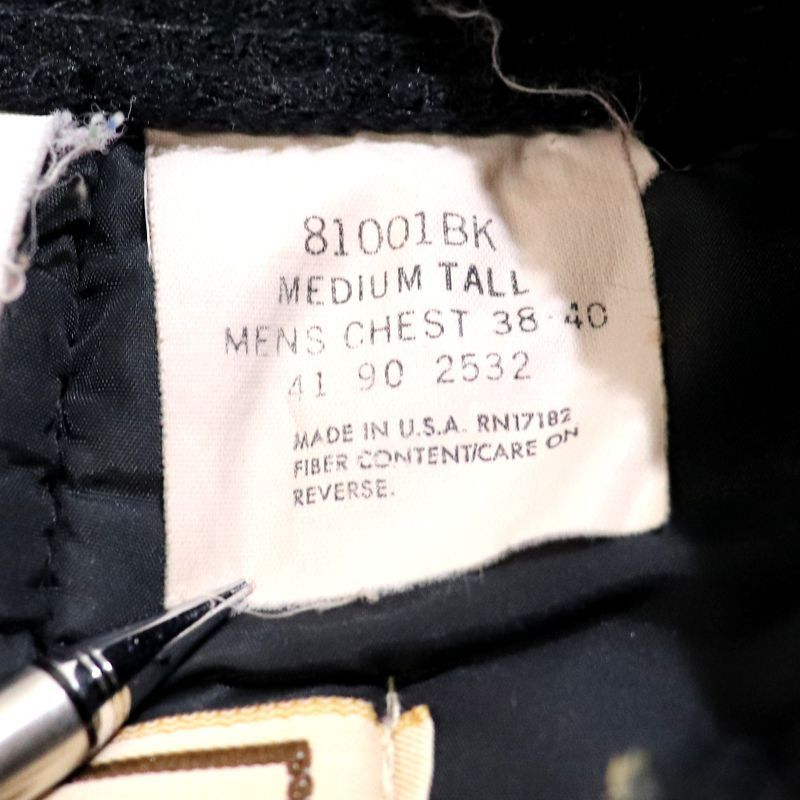 81001BK
MEDIUM TALL
MENS CHEST 38-40
41 90 2532
MADE IN U.S.A. RN17182
FIBER CONTENT/CARE ON
REVERSE.